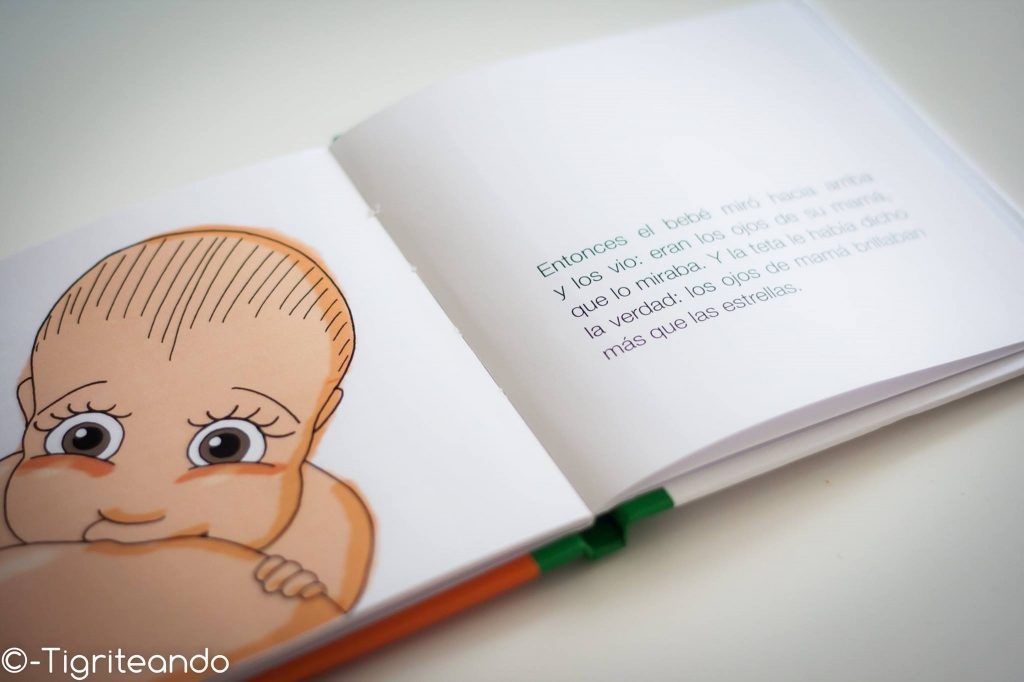 Entonces el bebé miró hacia arriba
y los vio: eran los ojos de su mamá,
que lo miraba. Y la teta le había dicho
la verdad: los ojos de mamá brillaban
más que las estrellas.
©-Tigriteando